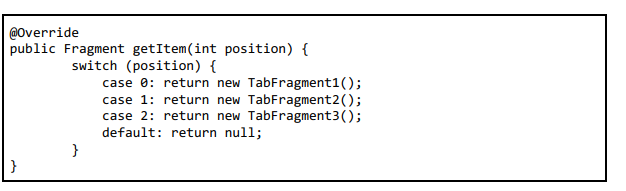 @Override
public Fragment getItem(int position) {
        switch (position) {
            case 0: return new TabFragment1();
            case 1: return new TabFragment2();
            case 2: return new TabFragment3();
            default: return null;
        }
}